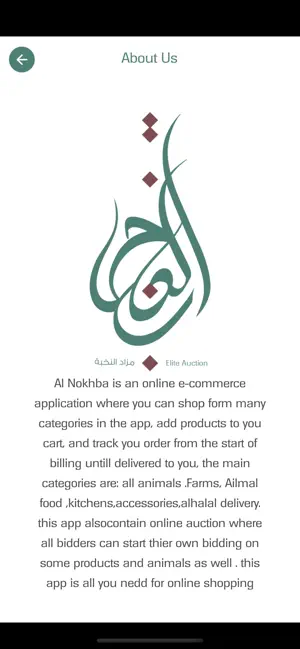 About Us
مزاد النخبة Elite Auction
Al Nokhba is an online e-commerce
application where you can shop form many
categories in the app, add products to you
cart, and track you order from the start of
billing untill delivered to you, the main
categories are: all animals .Farms, Ailmal
food ,kitchens,accessories,alhalal delivery.
this app alsocontain online auction where
all bidders can start thier own bidding on
some products and animals as well . this
app is all you nedd for online shopping